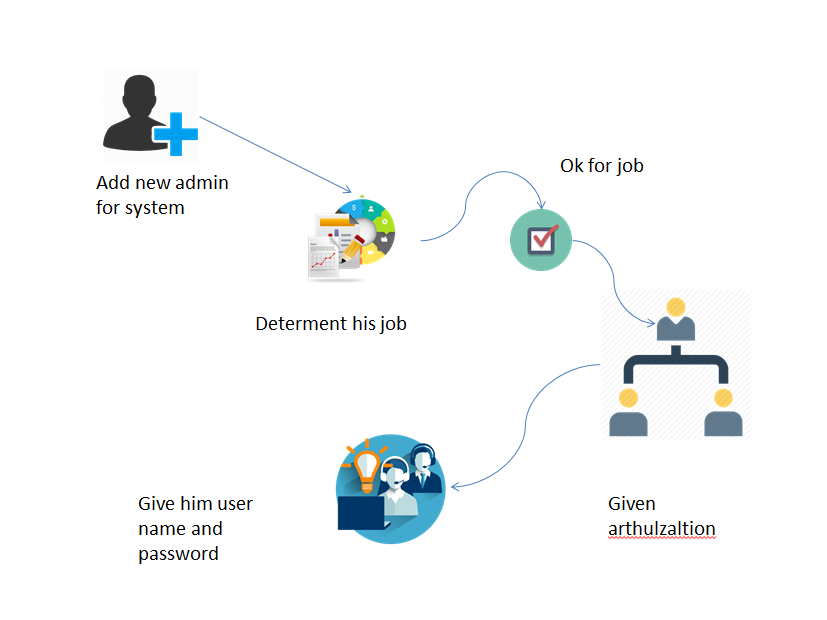 Add new admin
for system
Ok for job
Determent his job
Give him user
name and
password
Given
arthulzaltion